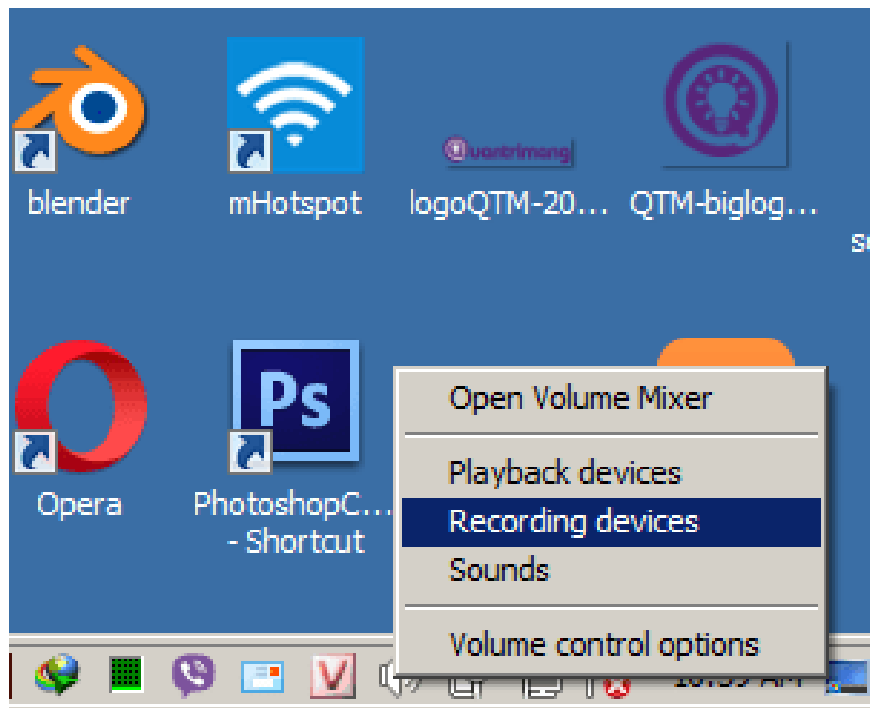 Quantrimang
blender
mHotspot
logoQTM-20...
QTM-biglog...
Ps
Opera
PhotoshopC...
- Shortcut
Open Volume Mixer
Playback devices
Recording devices
Sounds
Volume control options
V